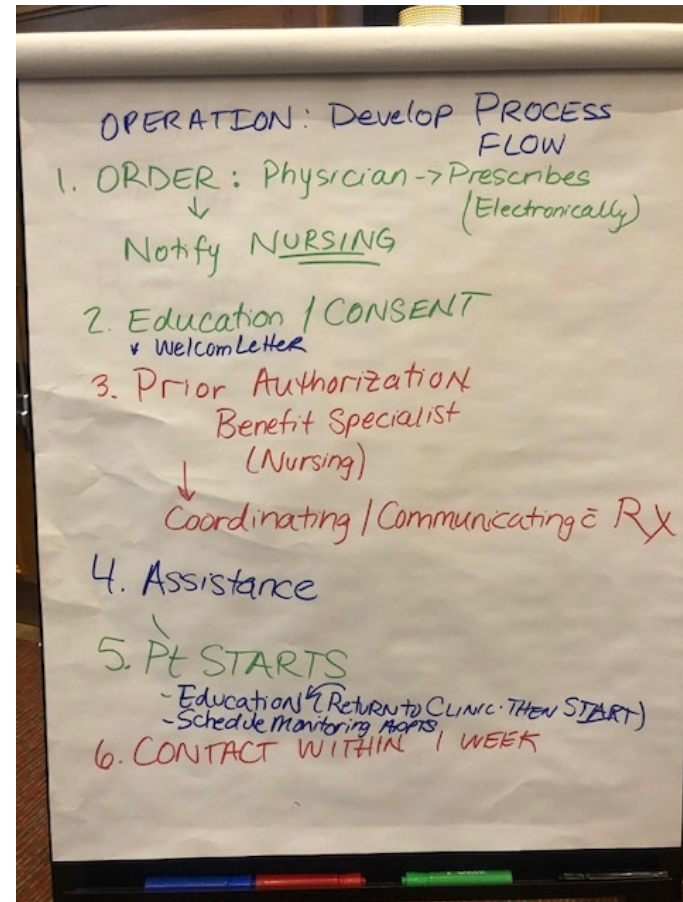 OPERATION: Develop PROCESS
FLOW
1. ORDER: Physician -> Prescribes
(Electronically)
↓
Notify NURSING
2. Education / CONSENT
* Welcom Letter
3. Prior Authorization
Benefit Specialist
(Nursing)
↓
Coordinating / Communicating c̄ Rx
4. Assistance
5. Pt STARTS
- Education (Return to Clinic. THEN START)
- Schedule Monitoring APPTS
6. CONTACT WITHIN 1 WEEK